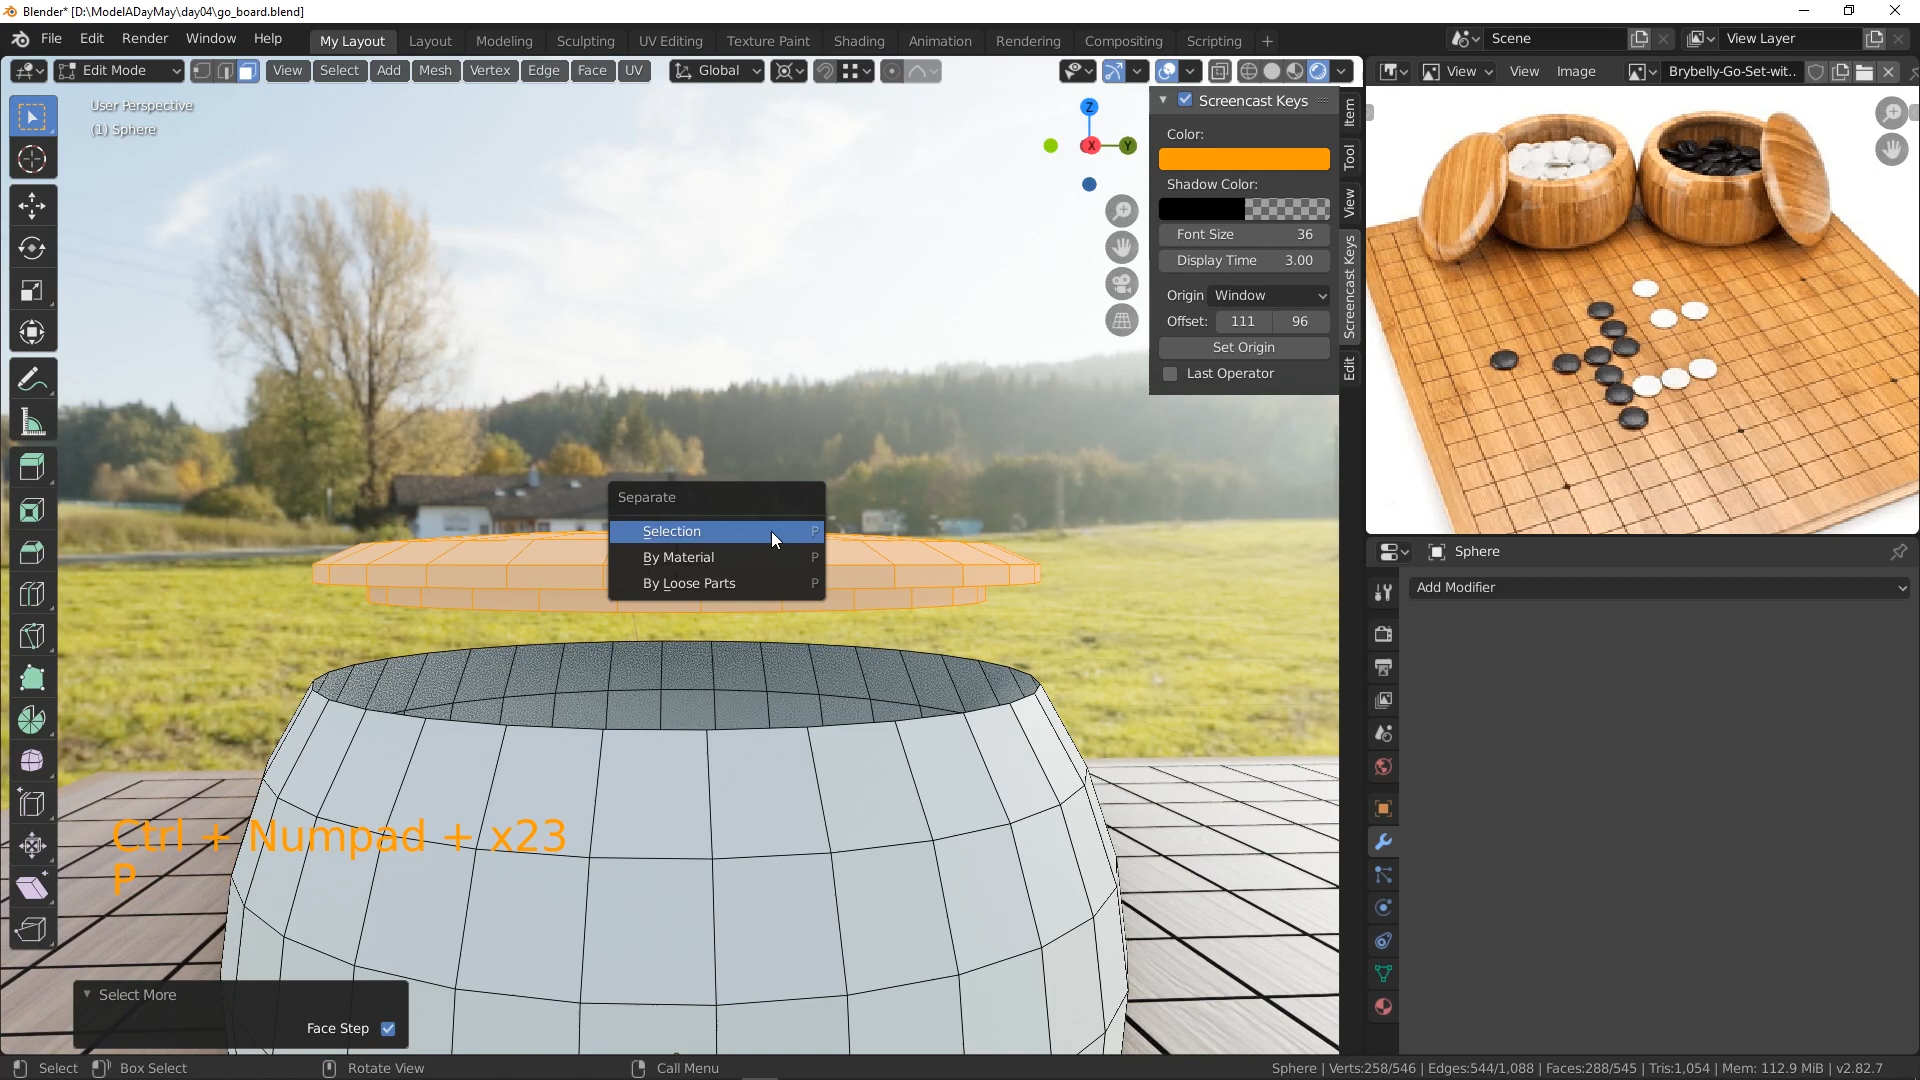 Blender* [D:\ModelADayMay\day04\go_board.blend]
File Edit Render Window Help My Layout Layout Modeling Sculpting UV Editing Texture Paint Shading Animation Rendering Compositing Scripting + Scene View Layer
Edit Mode View Select Add Mesh Vertex Edge Face UV Global View View Image Brybelly-Go-Set-wit..
User Perspective
(1) Sphere
Z
X
Y
Screencast Keys
Color:
Shadow Color:
Font Size 36
Display Time 3.00
Origin Window
Offset: 111 96
Set Origin
Last Operator
Item
Tool
View
Screencast Keys
Edit
Separate
Selection P
By Material P
By Loose Parts P
Sphere
Add Modifier
Ctrl + Numpad + x23
P
Select More
Face Step
Select Box Select Rotate View Call Menu Sphere | Verts:258/546 | Edges:544/1,088 | Faces:288/545 | Tris:1,054 | Mem: 112.9 MiB | v2.82.7